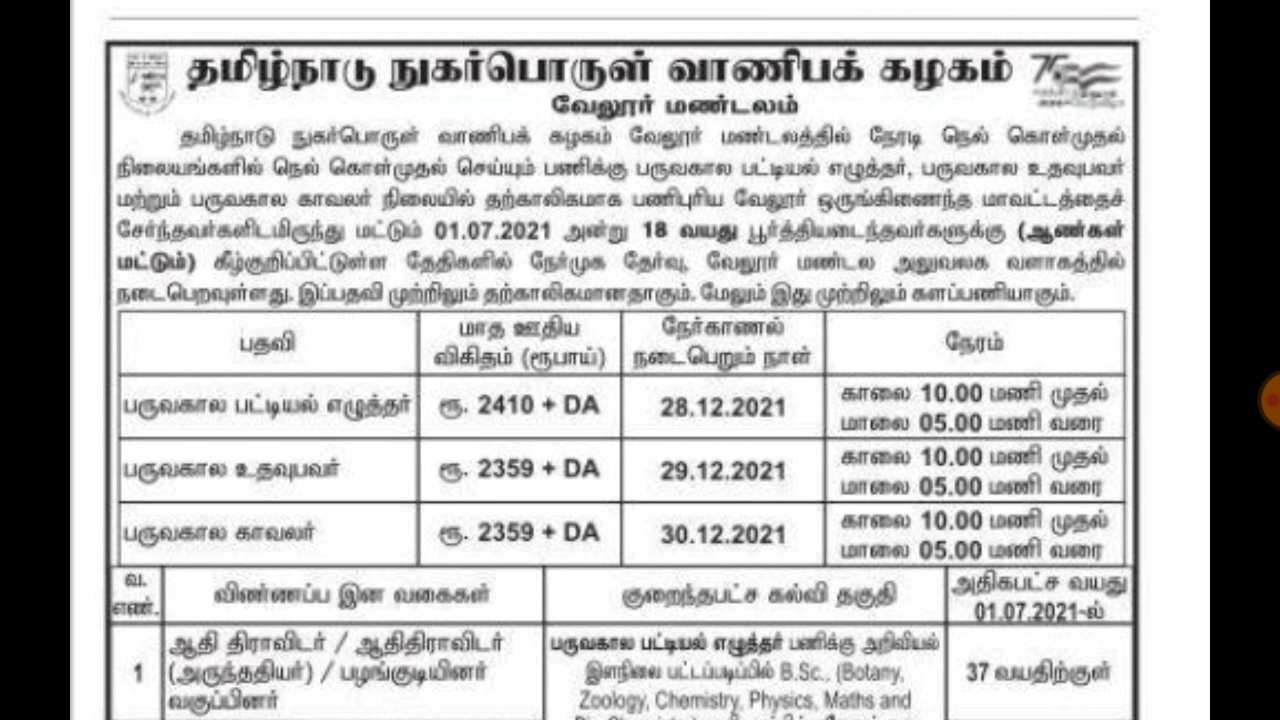 தமிழ்நாடு நுகர்பொருள் வாணிபக் கழகம்
வேலூர் மண்டலம்
தமிழ்நாடு நுகர்பொருள் வாணிபக் கழகம் வேலூர் மண்டலத்தில் நேரடி நெல் கொள்முதல்
நிலையங்களில் நெல் கொள்முதல் செய்யும் பணிக்கு பருவகால பட்டியல் எழுத்தர், பருவகால உதவுபவர்
மற்றும் பருவகால காவலர் நிலையில் தற்காலிகமாக பணிபுரிய வேலூர் ஒருங்கிணைந்த மாவட்டத்தைச்
சேர்ந்தவர்களிடமிருந்து மட்டும் 01.07.2021 அன்று 18 வயது பூர்த்தியடைந்தவர்களுக்கு (ஆண்கள்
மட்டும்) கீழ்குறிப்பிட்டுள்ள தேதிகளில் நேர்முக தேர்வு, வேலூர் மண்டல அலுவலக வளாகத்தில்
நடைபெறவுள்ளது. இப்பதவி முற்றிலும் தற்காலிகமானதாகும். மேலும் இது முற்றிலும் களப்பணியாகும்.
பதவி மாத ஊதிய விகிதம் (ரூபாய்) நேர்காணல் நடைபெறும் நாள் நேரம்
பருவகால பட்டியல் எழுத்தர் ரூ. 2410 + DA 28.12.2021 காலை 10.00 மணி முதல் மாலை 05.00 மணி வரை
பருவகால உதவுபவர் ரூ. 2359 + DA 29.12.2021 காலை 10.00 மணி முதல் மாலை 05.00 மணி வரை
பருவகால காவலர் ரூ. 2359 + DA 30.12.2021 காலை 10.00 மணி முதல் மாலை 05.00 மணி வரை
வ. எண். விண்ணப்ப இன வகைகள் குறைந்தபட்ச கல்வி தகுதி அதிகபட்ச வயது 01.07.2021-ல்
1 ஆதி திராவிடர் / ஆதிதிராவிடர் (அருந்ததியர்) / பழங்குடியினர் வகுப்பினர் பருவகால பட்டியல் எழுத்தர் பணிக்கு அறிவியல் இளநிலை பட்டப்படிப்பில் B.Sc., (Botany, Zoology, Chemistry, Physics, Maths and 37 வயதிற்குள்